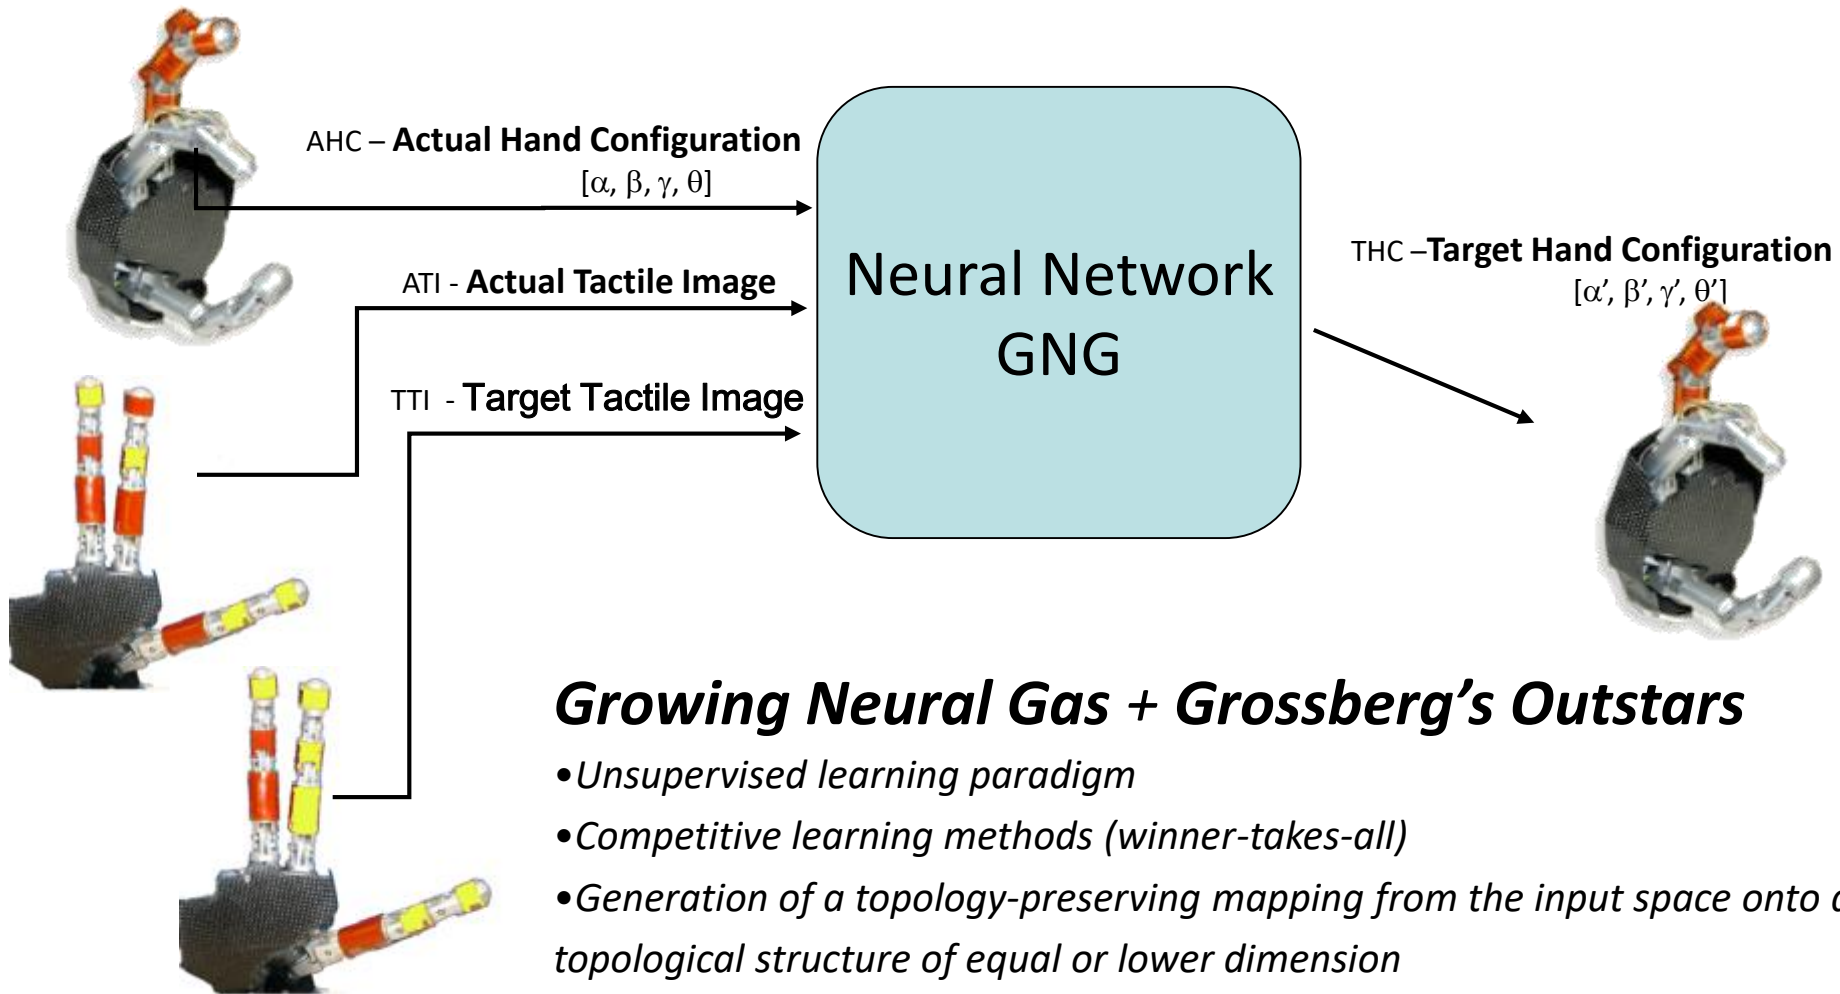 AHC – Actual Hand Configuration
[α, β, γ, θ]
ATI - Actual Tactile Image
TTI - Target Tactile Image
Neural Network
GNG
THC –Target Hand Configuration
[α’, β’, γ’, θ’]
Growing Neural Gas + Grossberg’s Outstars
•Unsupervised learning paradigm
•Competitive learning methods (winner-takes-all)
•Generation of a topology-preserving mapping from the input space onto
topological structure of equal or lower dimension